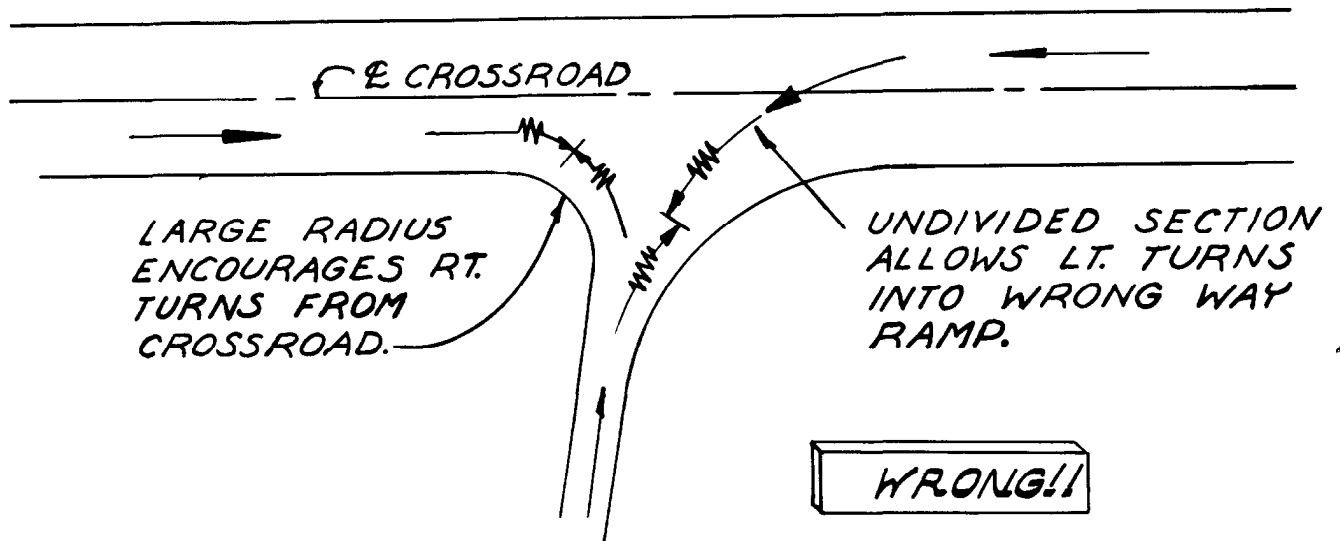 ℄ CROSSROAD
LARGE RADIUS
ENCOURAGES RT.
TURNS FROM
CROSSROAD.
UNDIVIDED SECTION
ALLOWS LT. TURNS
INTO WRONG WAY
RAMP.
WRONG!!